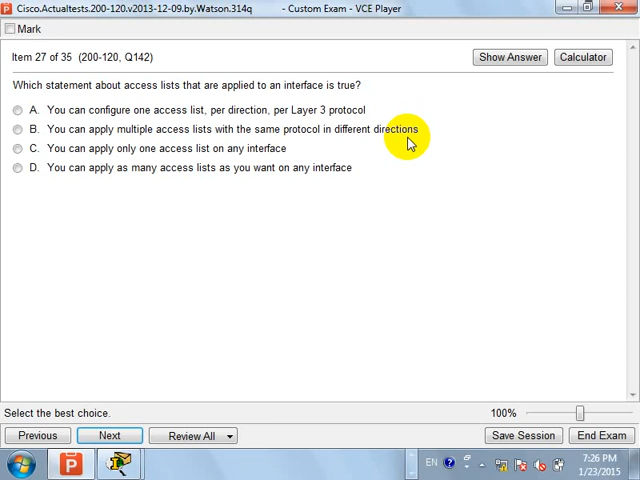 Cisco.Actualtests.200-120.v2013-12-09.by.Watson.314q - Custom Exam - VCE Player
Mark
Item 27 of 35 (200-120, Q142)
Show Answer
Calculator
Which statement about access lists that are applied to an interface is true?
A. You can configure one access list, per direction, per Layer 3 protocol
B. You can apply multiple access lists with the same protocol in different directions
C. You can apply only one access list on any interface
D. You can apply as many access lists as you want on any interface
Select the best choice.
100%
Previous
Next
Review All
Save Session
End Exam
EN
7:26 PM
1/23/2015